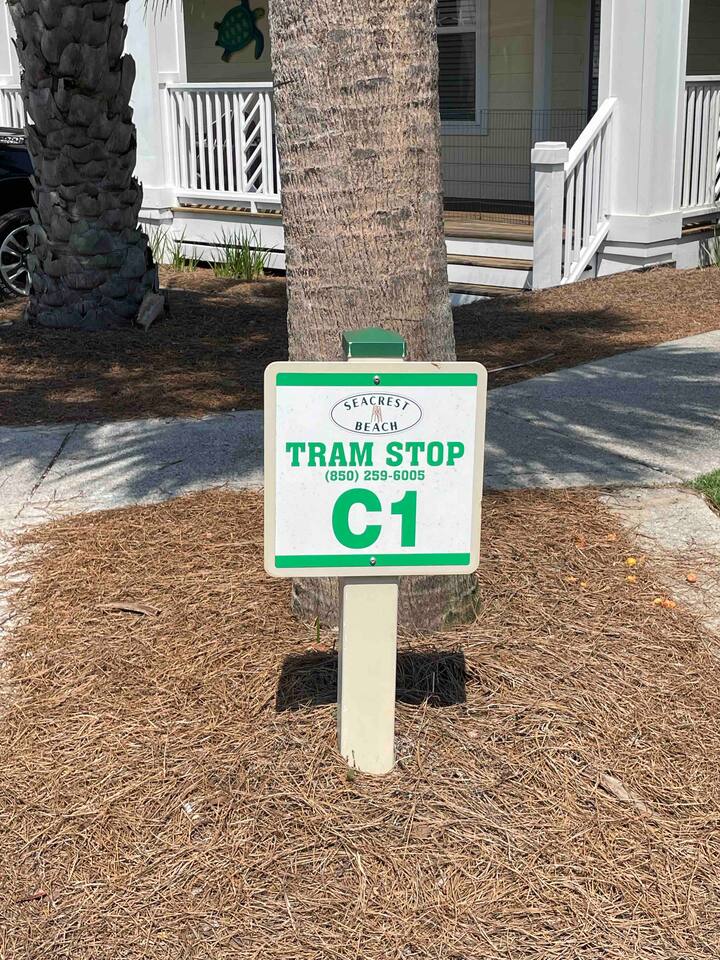 SEACREST
BEACH
TRAM STOP
(850) 259-6005
C1